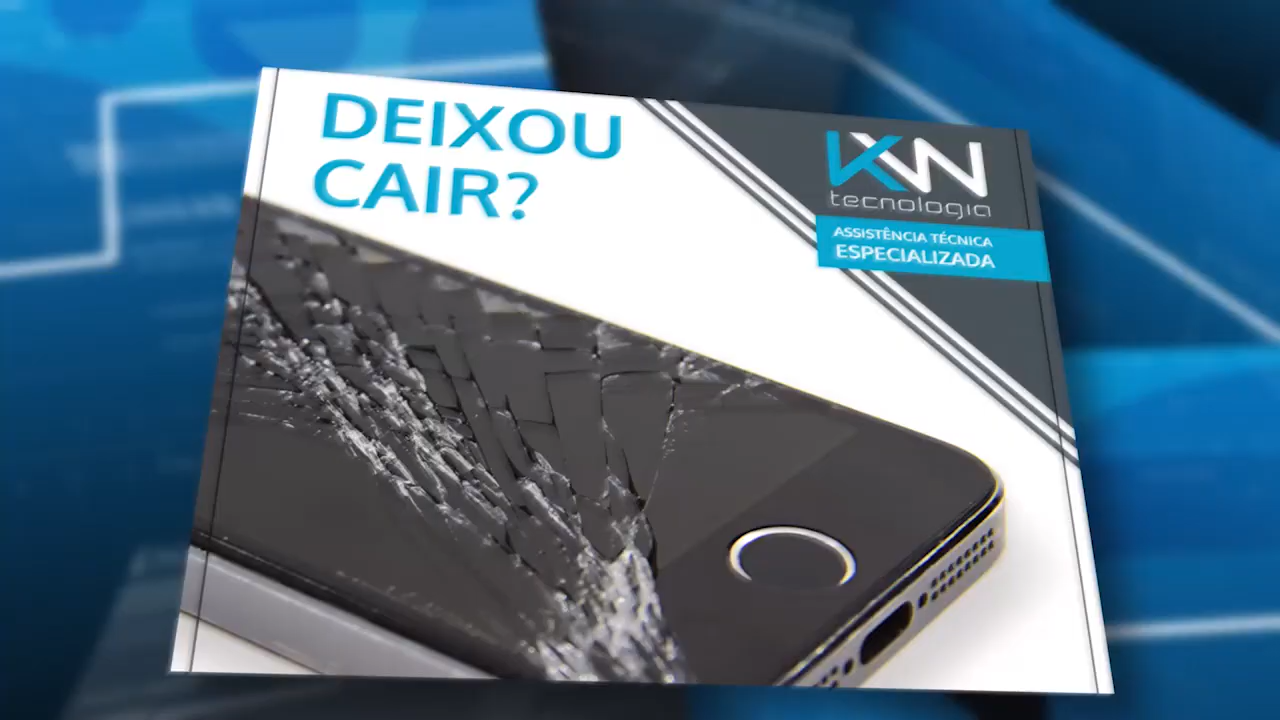 DEIXOU
CAIR?
KW
tecnologia
ASSISTÊNCIA TÉCNICA
ESPECIALIZADA